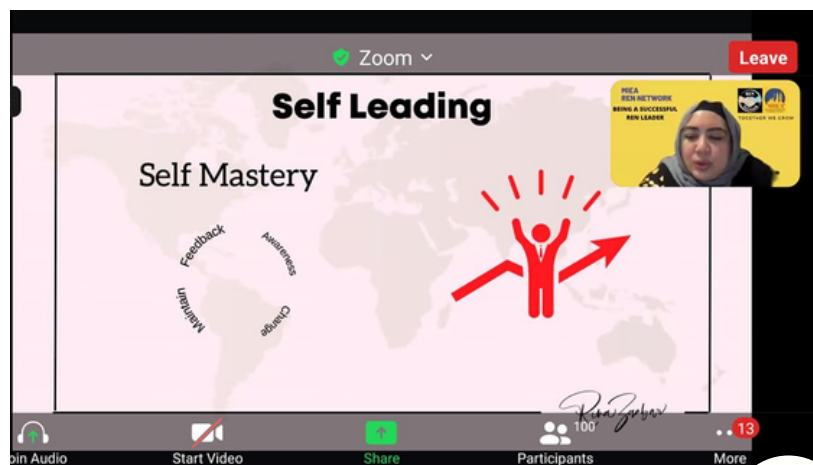 Zoom
Leave
Self Leading
MIEA
REN NETWORK
BEING A SUCCESSFUL
REN LEADER
TOGETHER WE GROW
Self Mastery
Feedback
Awareness
Maintain
Change
100
13
oin Audio
Start Video
Share
Participants
More